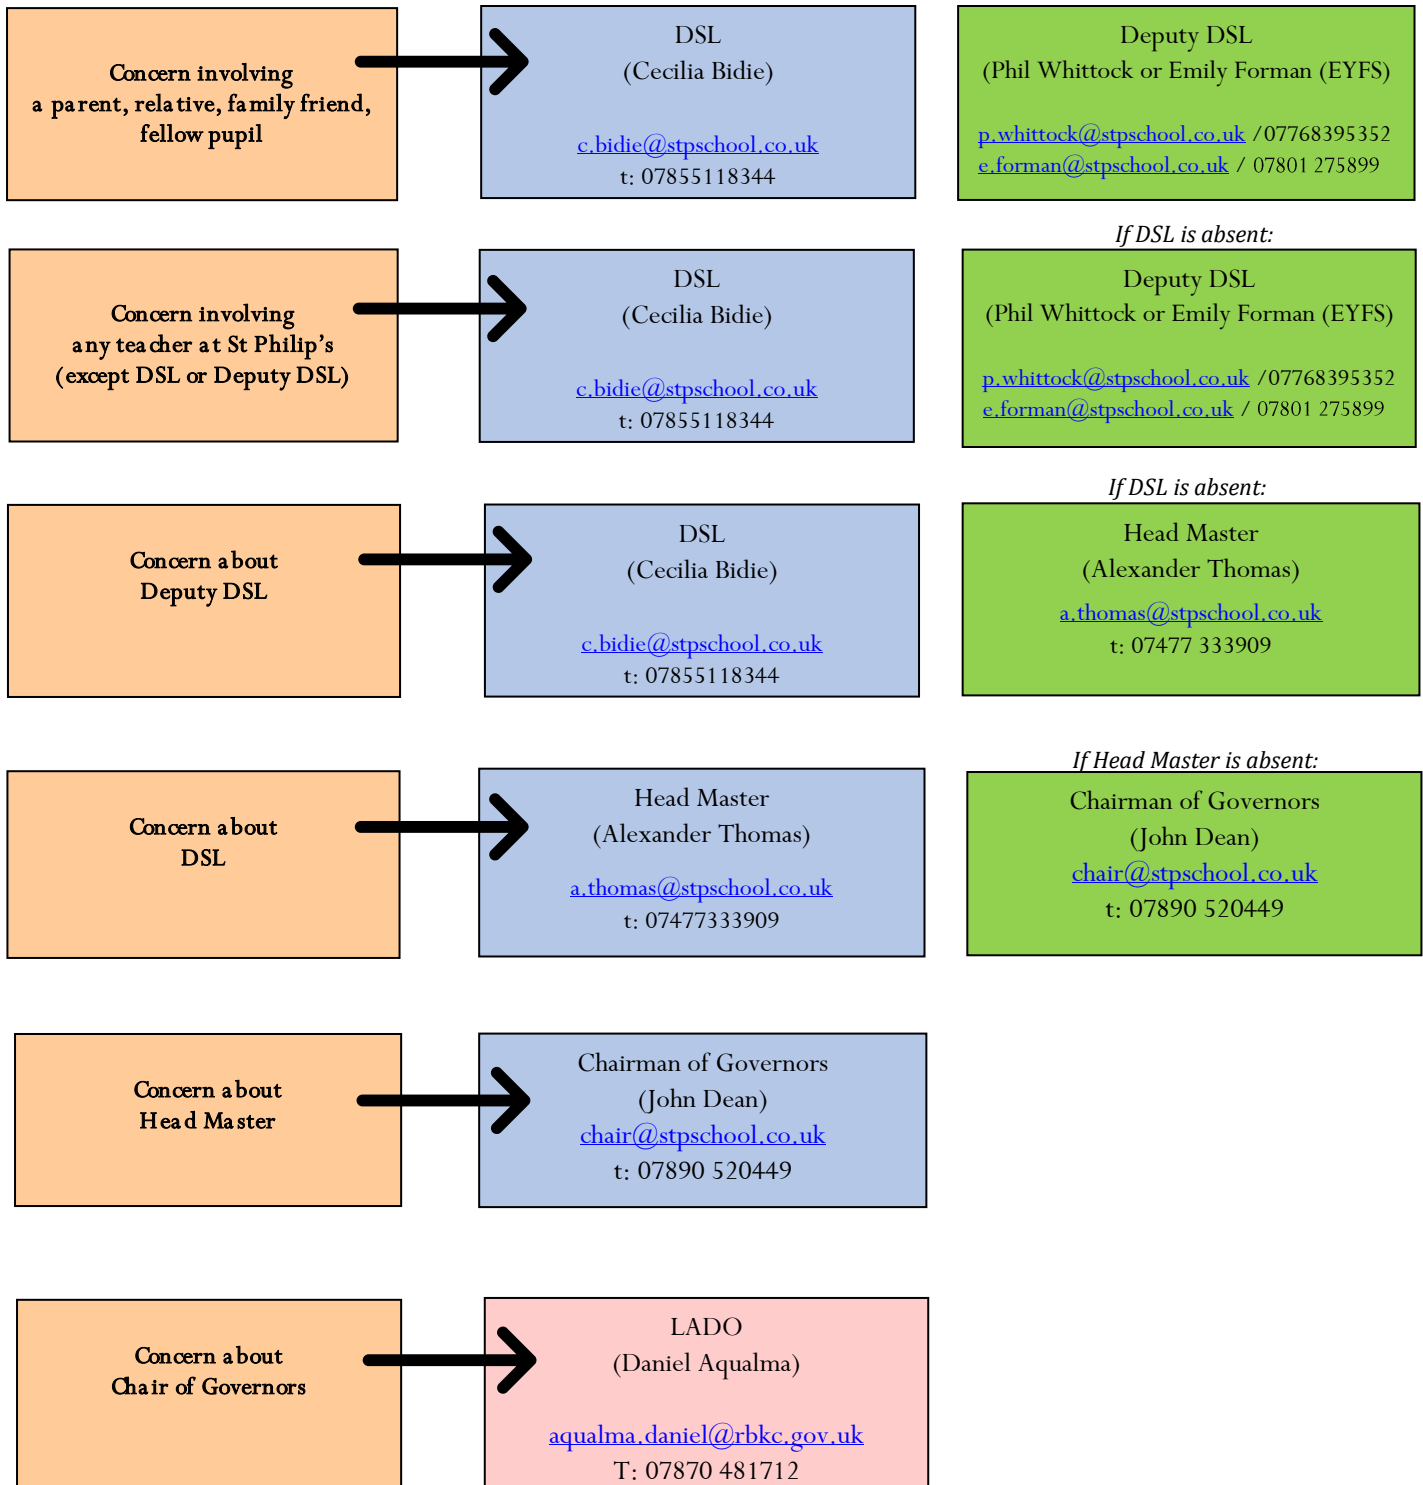 Concern involving
a parent, relative, family friend,
fellow pupil
DSL
(Cecilia Bidie)
c.bidie@stpschool.co.uk
t: 07855118344
Deputy DSL
(Phil Whittock or Emily Forman (EYFS)
p.whittock@stpschool.co.uk /07768395352
e.forman@stpschool.co.uk / 07801 275899
If DSL is absent:
Concern involving
any teacher at St Philip's
(except DSL or Deputy DSL)
DSL
(Cecilia Bidie)
c.bidie@stpschool.co.uk
t: 07855118344
Deputy DSL
(Phil Whittock or Emily Forman (EYFS)
p.whittock@stpschool.co.uk /07768395352
e.forman@stpschool.co.uk / 07801 275899
If DSL is absent:
Concern about
Deputy DSL
DSL
(Cecilia Bidie)
c.bidie@stpschool.co.uk
t: 07855118344
Head Master
(Alexander Thomas)
a.thomas@stpschool.co.uk
t: 07477 333909
If Head Master is absent:
Concern about
DSL
Head Master
(Alexander Thomas)
a.thomas@stpschool.co.uk
t: 07477333909
Chairman of Governors
(John Dean)
chair@stpschool.co.uk
t: 07890 520449
Concern about
Head Master
Chairman of Governors
(John Dean)
chair@stpschool.co.uk
t: 07890 520449
Concern about
Chair of Governors
LADO
(Daniel Aqualma)
aqualma.daniel@rbkc.gov.uk
T: 07870 481712